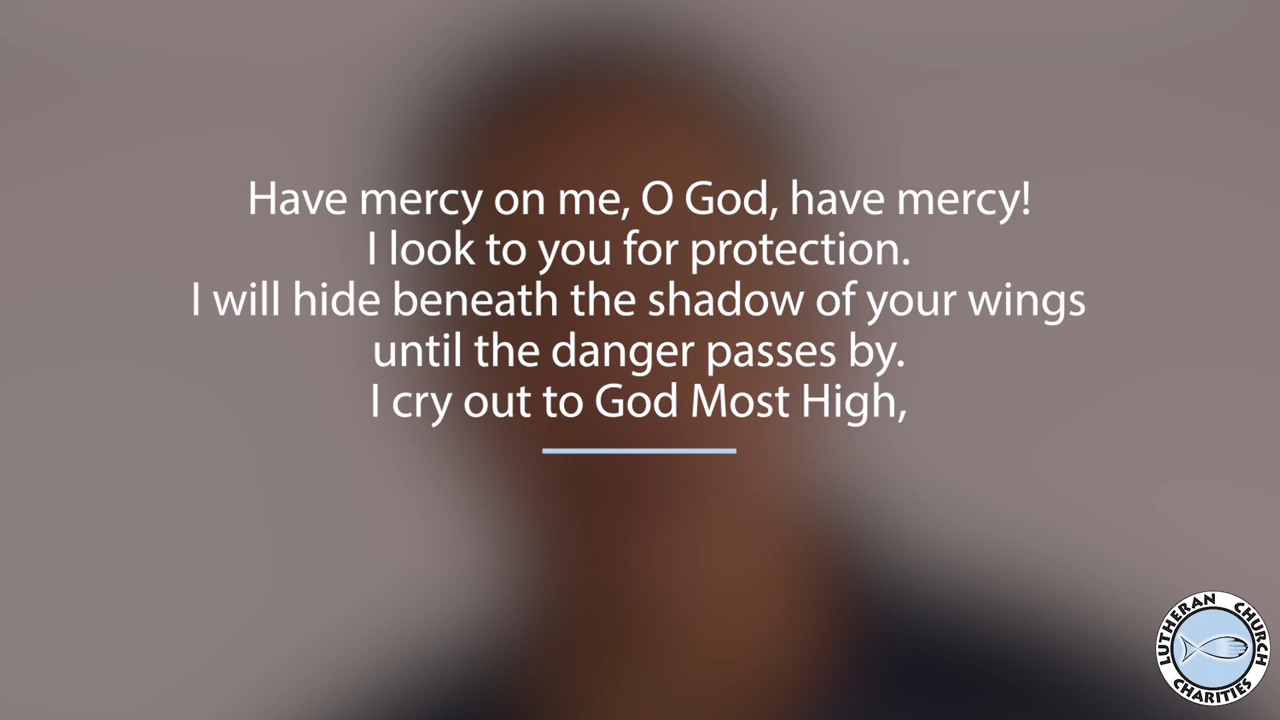 Have mercy on me, O God, have mercy!
I look to you for protection.
I will hide beneath the shadow of your wings
until the danger passes by.
I cry out to God Most High,
LUTHERAN CHURCH
CHARITIES